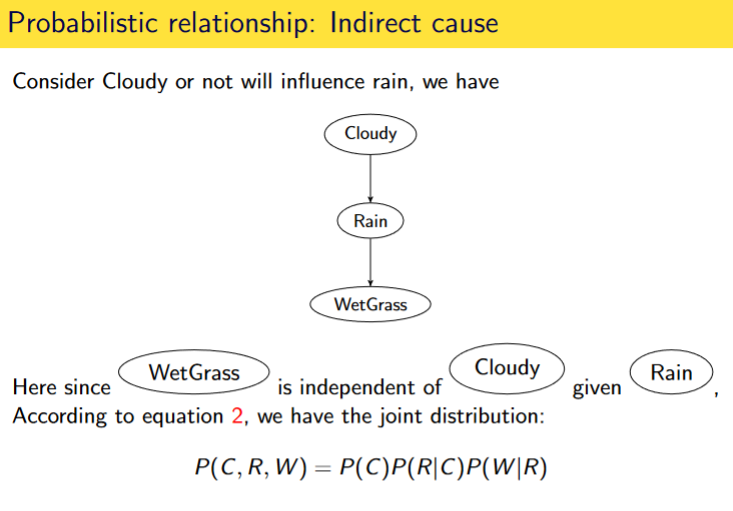 Probabilistic relationship: Indirect cause
Consider Cloudy or not will influence rain, we have
Cloudy
Rain
WetGrass
Here since WetGrass is independent of Cloudy given Rain,
According to equation 2, we have the joint distribution:
P(C, R, W) = P(C)P(R|C)P(W|R)